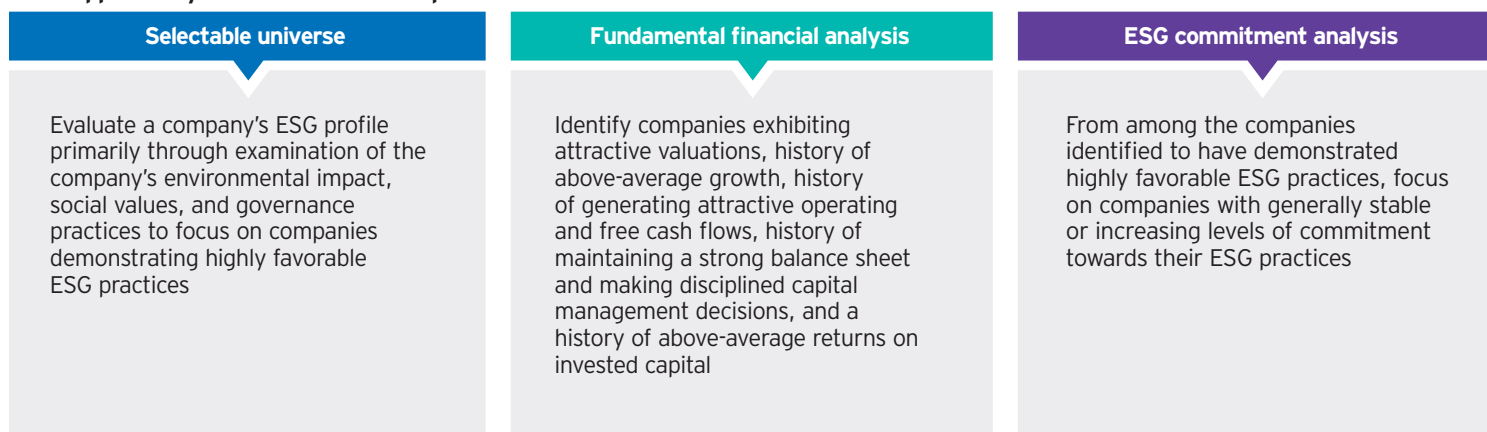 Selectable universe
Evaluate a company's ESG profile
primarily through examination of the
company's environmental impact,
social values, and governance
practices to focus on companies
demonstrating highly favorable
ESG practices
Fundamental financial analysis
Identify companies exhibiting
attractive valuations, history of
above-average growth, history
of generating attractive operating
and free cash flows, history of
maintaining a strong balance sheet
and making disciplined capital
management decisions, and a
history of above-average returns on
invested capital
ESG commitment analysis
From among the companies
identified to have demonstrated
highly favorable ESG practices, focus
on companies with generally stable
or increasing levels of commitment
towards their ESG practices